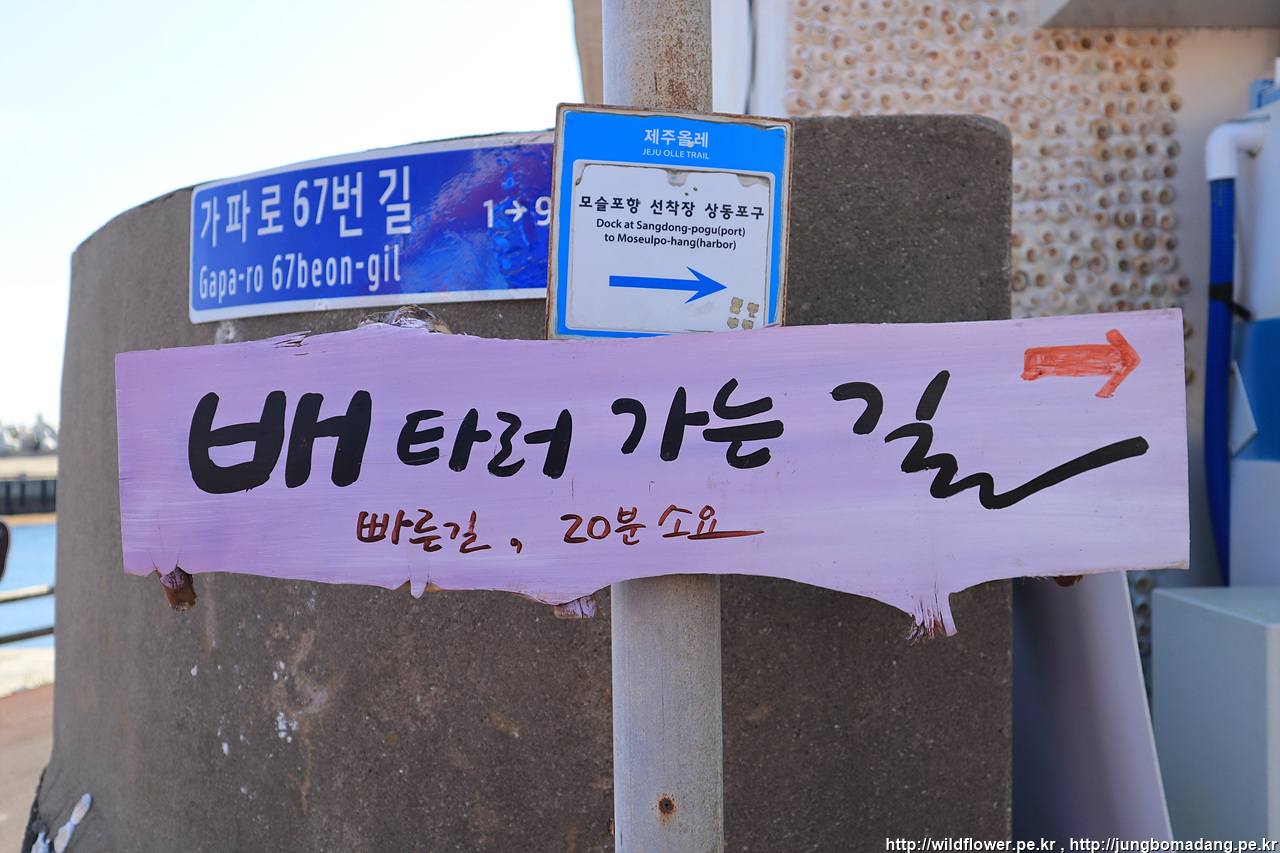 가파로 67번길
1→9
Gapa-ro 67beon-gil
제주올레
JEJU OLLE TRAIL
모슬포항 선착장 상동포구
Dock at Sangdong-pogu(port)
to Moseulpo-hang(harbor)
배 타러 가는 길
빠른길, 20분 소요
http://wildflower.pe.kr , http://jungbomadang.pe.kr